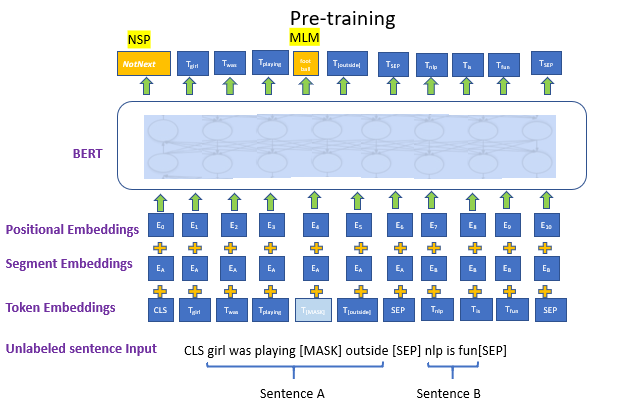 Pre-training
NSP
MLM
NotNext Tgirl Twas Tplaying foot ball T[outside] TSEP Tnlp Tis Tfun TSEP
BERT
Positional Embeddings E0 E1 E2 E3 E4 E5 E6 E7 E8 E9 E10
Segment Embeddings EA EA EA EA EA EA EA EB EB EB EB
Token Embeddings CLS Tgirl Twas Tplaying T[MASK] T[outside] SEP Tnlp Tis Tfun SEP
Unlabeled sentence Input CLS girl was playing [MASK] outside [SEP] nlp is fun[SEP]
Sentence A Sentence B